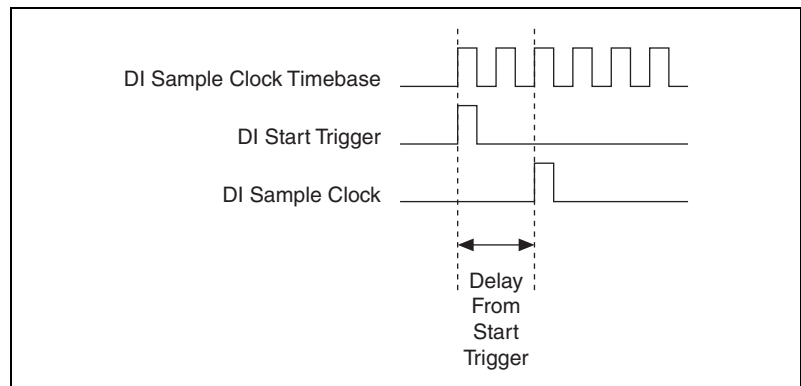 DI Sample Clock Timebase
DI Start Trigger
DI Sample Clock
Delay
From
Start
Trigger